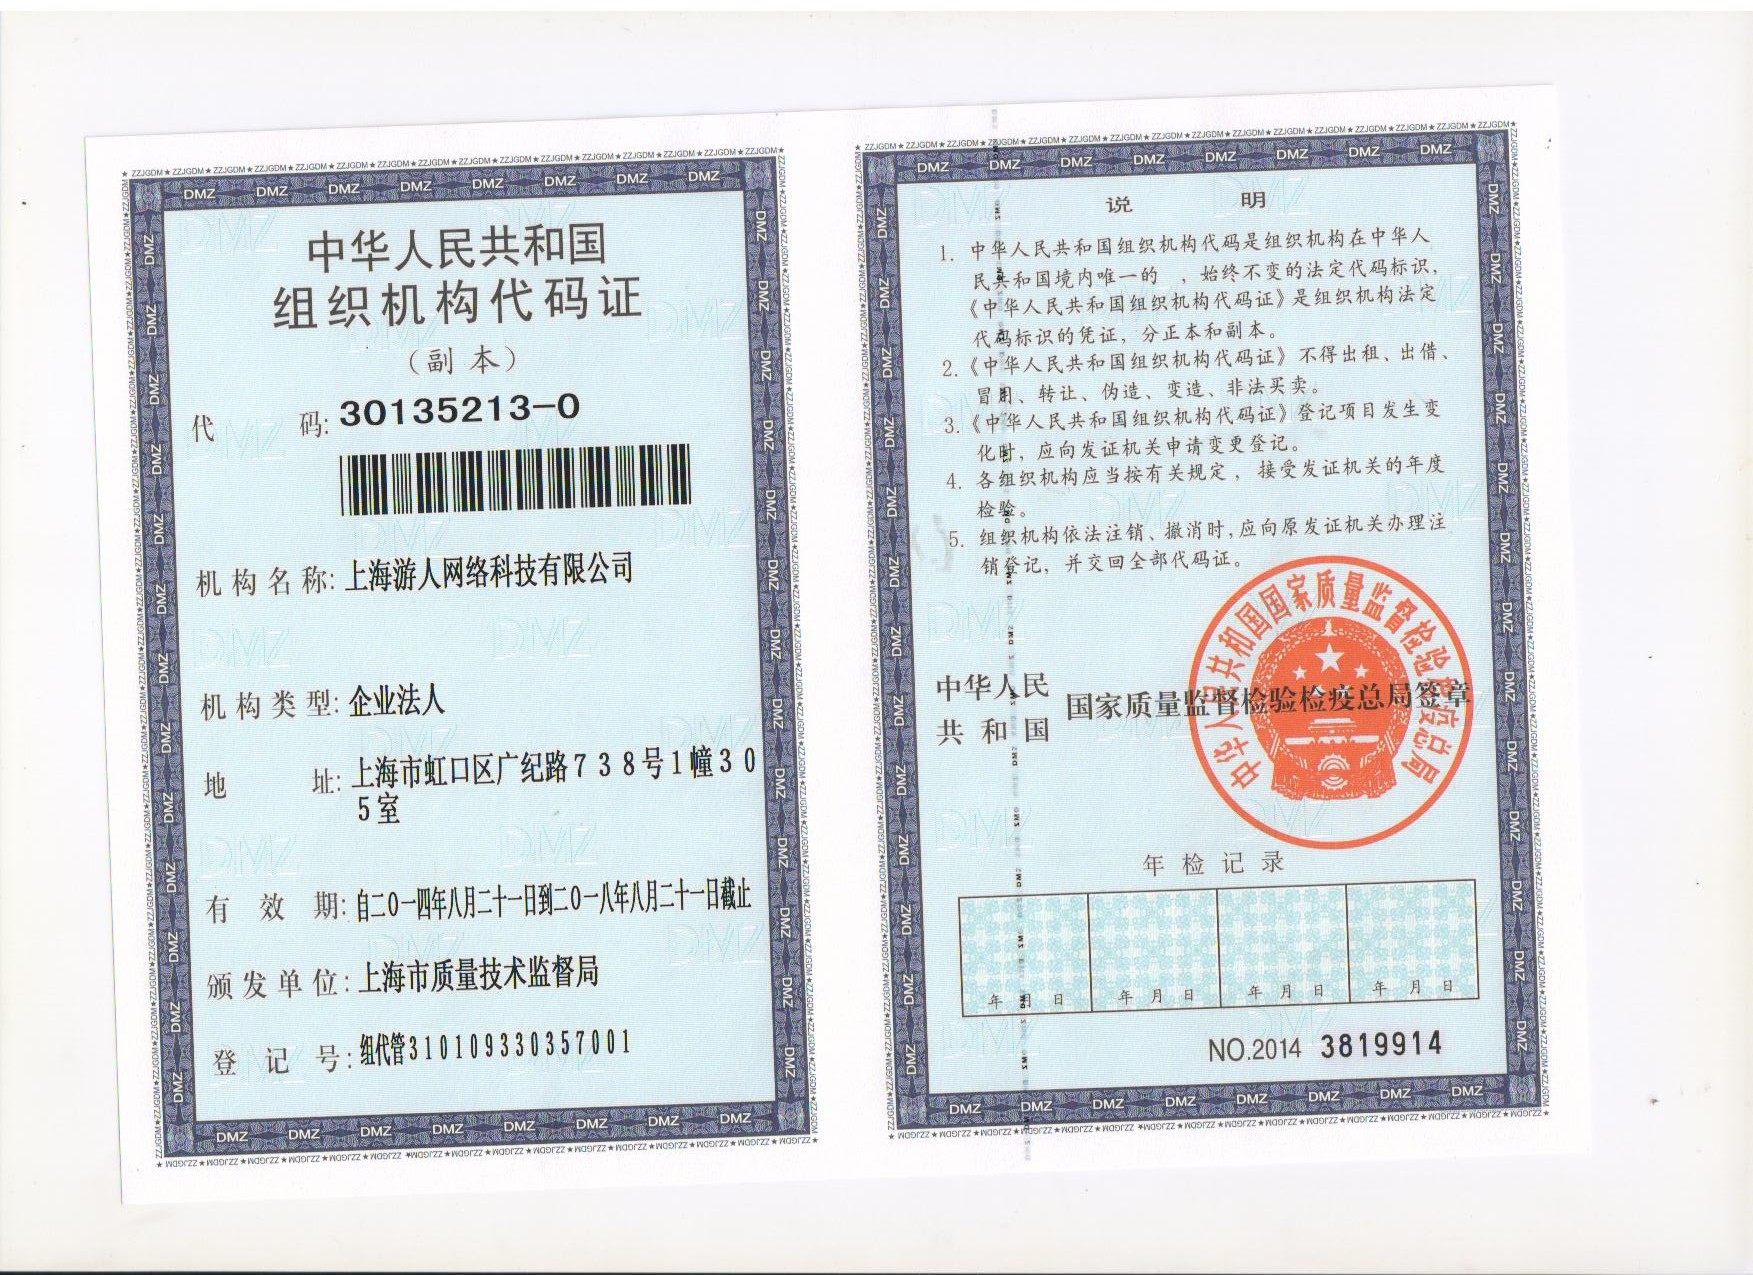 中华人民共和国
组织机构代码证
（副本）
代 码: 30135213-0
机构名称: 上海游人网络科技有限公司
机构类型: 企业法人
地 址: 上海市虹口区广纪路738号1幢30
5室
有 效 期: 自二0一四年八月二十一日到二0一八年八月二十一日截止
颁发单位: 上海市质量技术监督局
登 记 号: 组代管310109330357001
说 明
1. 中华人民共和国组织机构代码是组织机构在中华人
民共和国境内唯一的 ，始终不变的法定代码标识，
《中华人民共和国组织机构代码证》是组织机构法定
代码标识的凭证，分正本和副本。
2.《中华人民共和国组织机构代码证》不得出租、出借、
冒用、转让、伪造、变造、非法买卖。
3.《中华人民共和国组织机构代码证》登记项目发生变
化时，应向发证机关申请变更登记。
4. 各组织机构应当按有关规定，接受发证机关的年度
检验。
5. 组织机构依法注销、撤消时,应向原发证机关办理注
销登记，并交回全部代码证。
中华人民
共和国
国家质量监督检验检疫总局签章
中华人民共和国国家质量监督检验检疫总局
年检记录
年 月 日 年 月 日 年 月 日 年 月 日
NO.2014 3819914